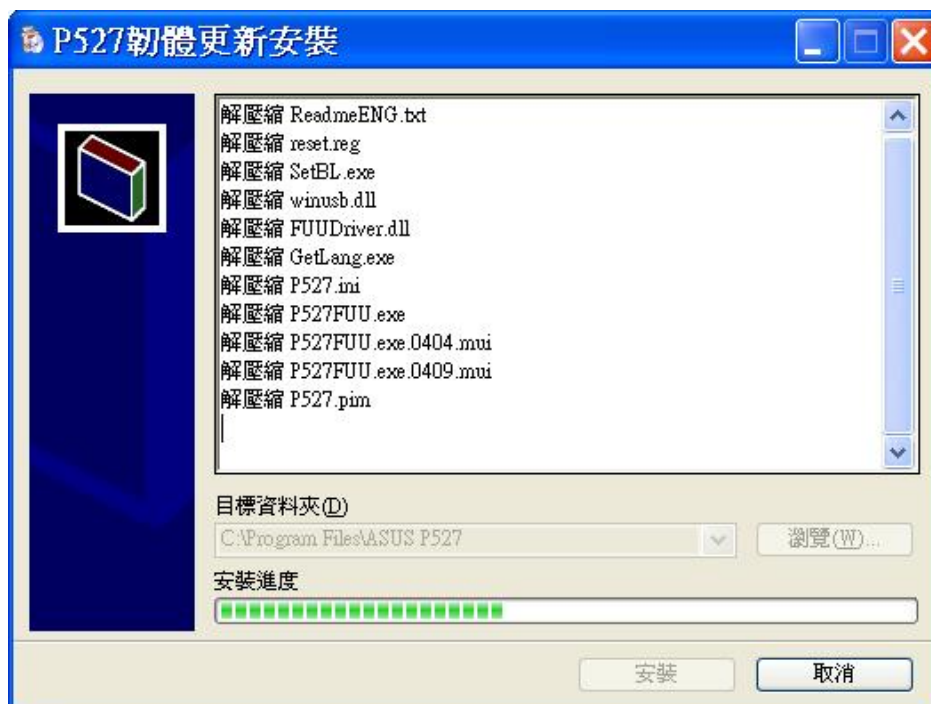 P527韌體更新安裝
解壓縮 ReadmeENG.txt
解壓縮 reset.reg
解壓縮 SetBL.exe
解壓縮 winusb.dll
解壓縮 FUUDriver.dll
解壓縮 GetLang.exe
解壓縮 P527.ini
解壓縮 P527FUU.exe
解壓縮 P527FUU.exe.0404.mui
解壓縮 P527FUU.exe.0409.mui
解壓縮 P527.pim
目標資料夾(D)
C:\Program Files\ASUS P527
瀏覽(W)...
安裝進度
安裝
取消